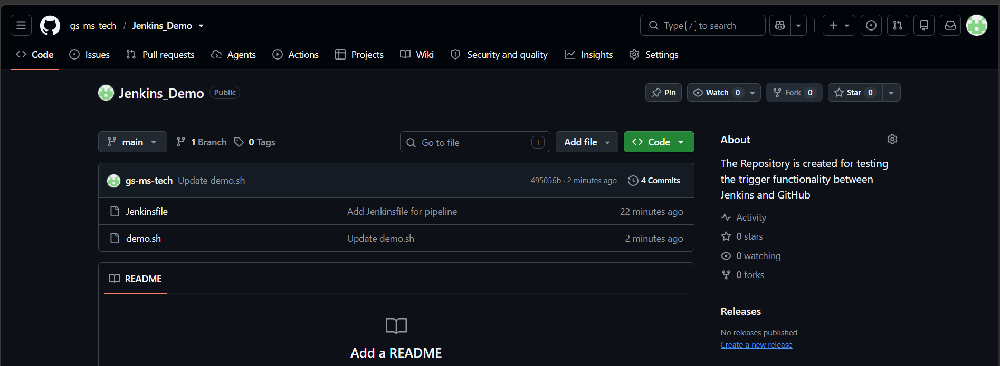 gs-ms-tech / Jenkins_Demo
Type / to search
Code
Issues
Pull requests
Agents
Actions
Projects
Wiki
Security and quality
Insights
Settings
Jenkins_Demo Public
Pin
Watch 0
Fork 0
Star 0
main
1 Branch
0 Tags
Go to file T
Add file
Code
gs-ms-tech Update demo.sh 495056b · 2 minutes ago 4 Commits
Jenkinsfile Add Jenkinsfile for pipeline 22 minutes ago
demo.sh Update demo.sh 2 minutes ago
README
Add a README
About
The Repository is created for testing
the trigger functionality between
Jenkins and GitHub
Activity
0 stars
0 watching
0 forks
Releases
No releases published
Create a new release